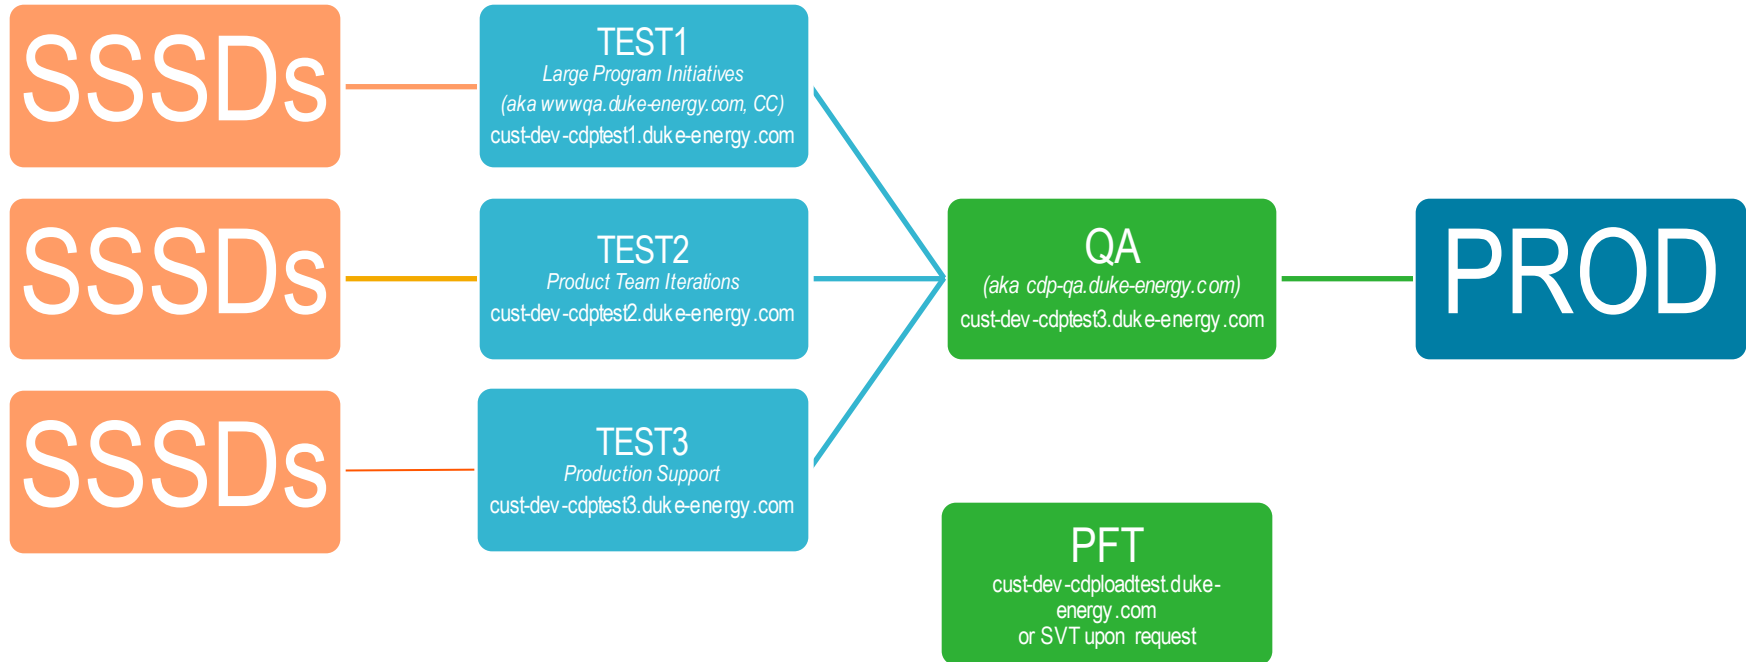 SSSDs
TEST1
Large Program Initiatives
(aka wwwqa.duke-energy.com, CC)
cust-dev-cdptest1.duke-energy.com
SSSDs
TEST2
Product Team Iterations
cust-dev-cdptest2.duke-energy.com
QA
(aka cdp-qa.duke-energy.com)
cust-dev-cdptest3.duke-energy.com
PROD
SSSDs
TEST3
Production Support
cust-dev-cdptest3.duke-energy.com
PFT
cust-dev-cdploadtest.duke-
energy.com
or SVT upon request